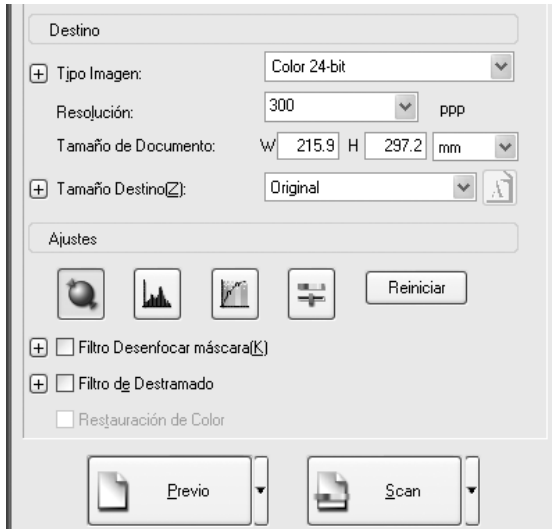 Destino
Tipo Imagen: Color 24-bit
Resolución: 300 ppp
Tamaño de Documento: W 215.9 H 297.2 mm
Tamaño Destino(Z): Original
Ajustes
Reiniciar
Filtro Desenfocar máscara(K)
Filtro de Destramado
Restauración de Color
Previo Scan